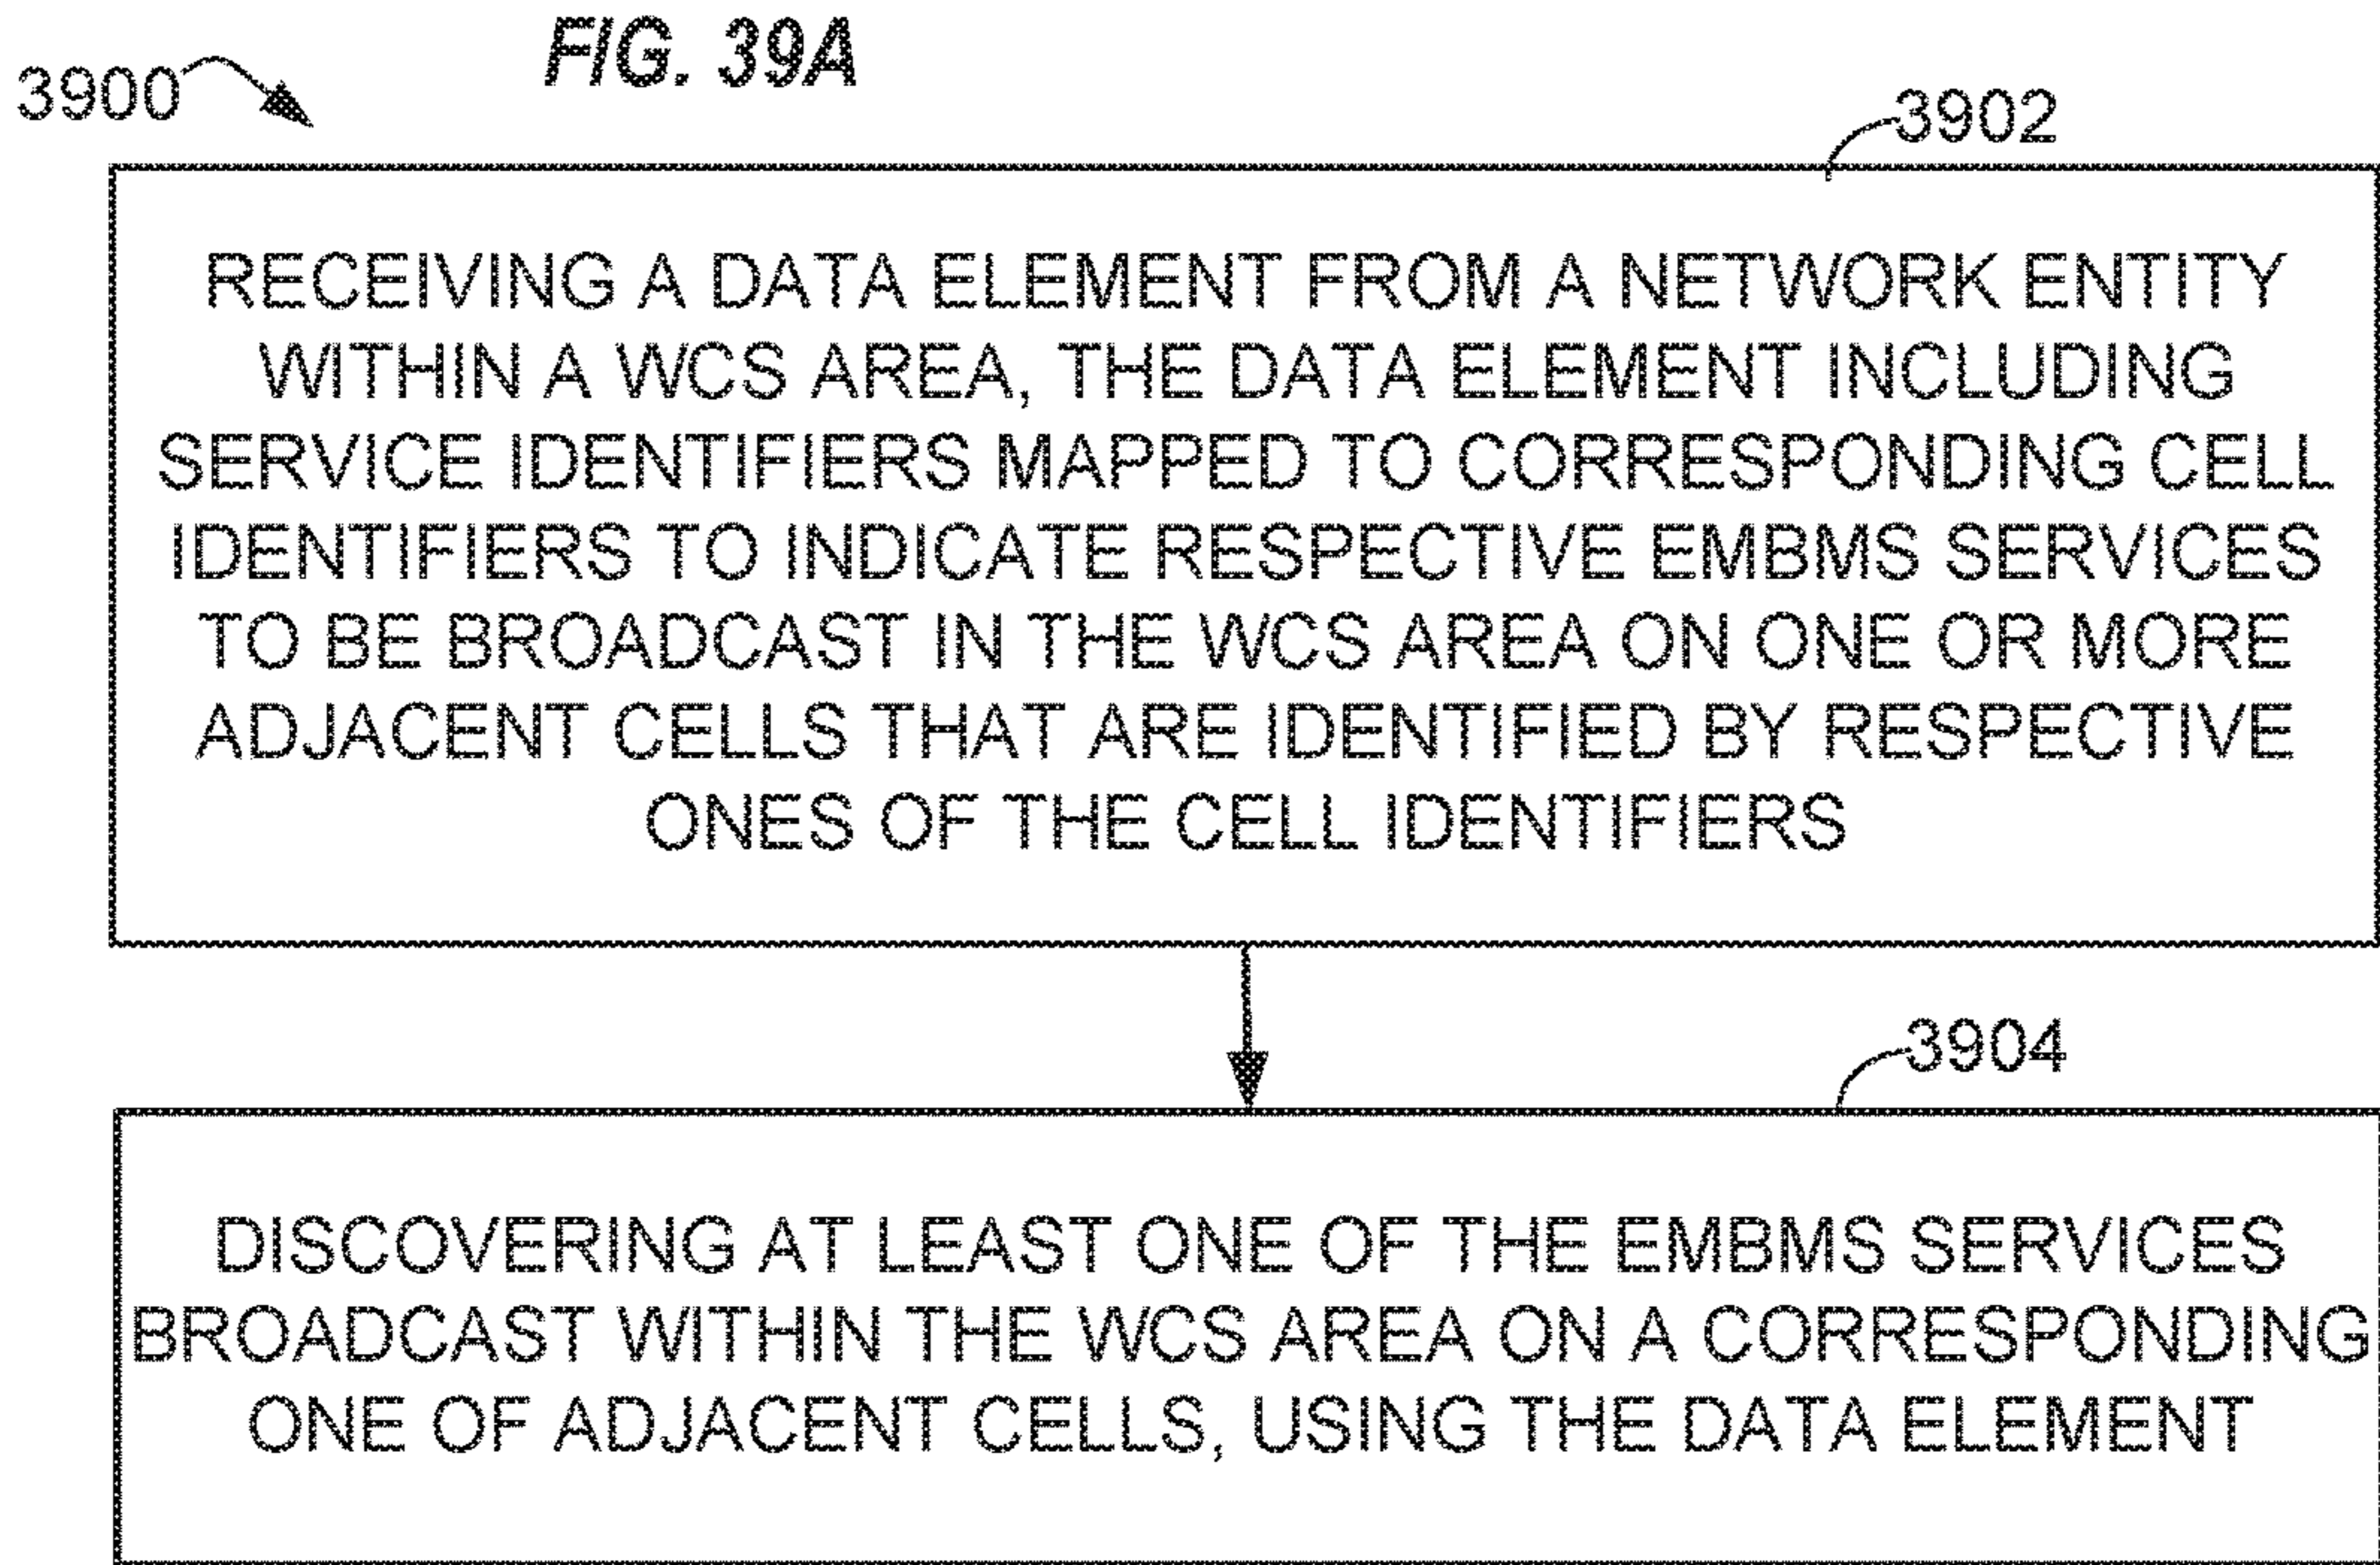 FIG. 39A
3900
3902
RECEIVING A DATA ELEMENT FROM A NETWORK ENTITY
WITHIN A WCS AREA, THE DATA ELEMENT INCLUDING
SERVICE IDENTIFIERS MAPPED TO CORRESPONDING CELL
IDENTIFIERS TO INDICATE RESPECTIVE EMBMS SERVICES
TO BE BROADCAST IN THE WCS AREA ON ONE OR MORE
ADJACENT CELLS THAT ARE IDENTIFIED BY RESPECTIVE
ONES OF THE CELL IDENTIFIERS
3904
DISCOVERING AT LEAST ONE OF THE EMBMS SERVICES
BROADCAST WITHIN THE WCS AREA ON A CORRESPONDING
ONE OF ADJACENT CELLS, USING THE DATA ELEMENT